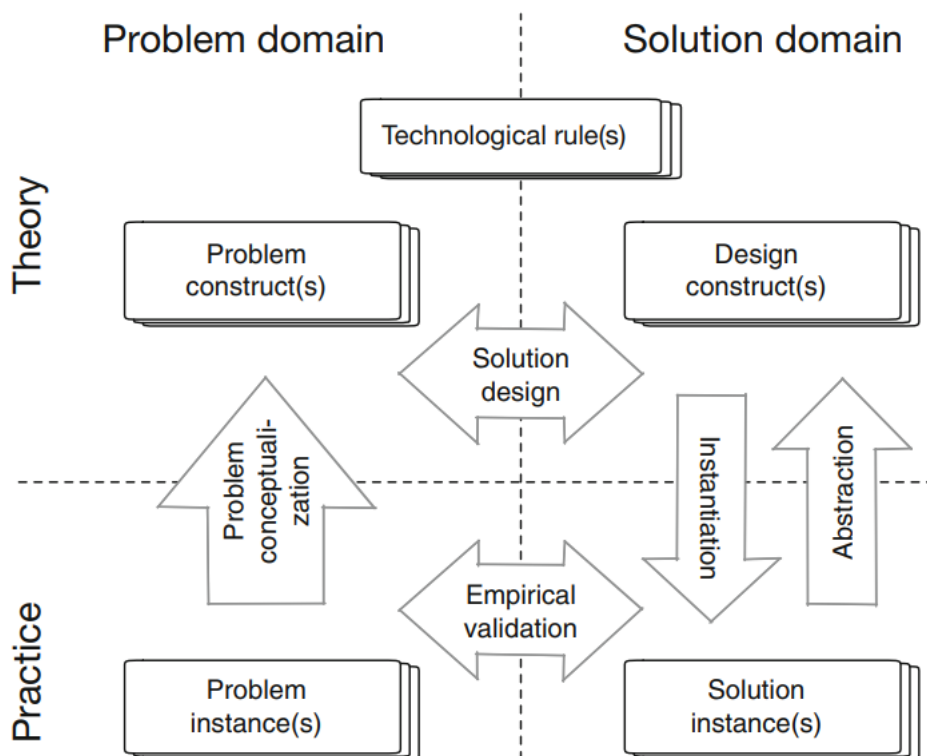 Problem domain
Solution domain
Technological rule(s)
Theory
Problem
construct(s)
Design
construct(s)
Solution
design
Problem
conceptuali-
zation
Instantiation
Abstraction
Empirical
validation
Practice
Problem
instance(s)
Solution
instance(s)